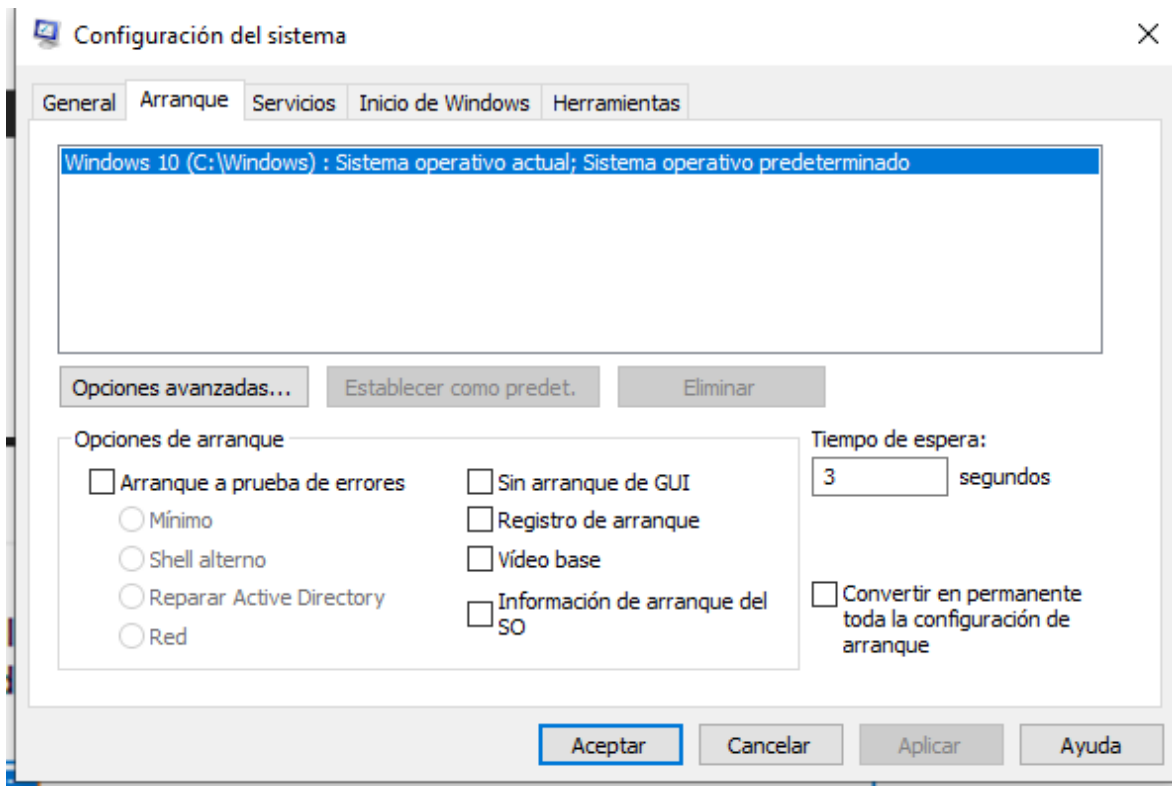 Configuración del sistema
General Arranque Servicios Inicio de Windows Herramientas
Windows 10 (C:\Windows) : Sistema operativo actual; Sistema operativo predeterminado
Opciones avanzadas... Establecer como predet. Eliminar
Opciones de arranque
Arranque a prueba de errores
Mínimo
Shell alterno
Reparar Active Directory
Red
Sin arranque de GUI
Registro de arranque
Vídeo base
Información de arranque del
SO
Tiempo de espera:
3 segundos
Convertir en permanente
toda la configuración de
arranque
Aceptar Cancelar Aplicar Ayuda